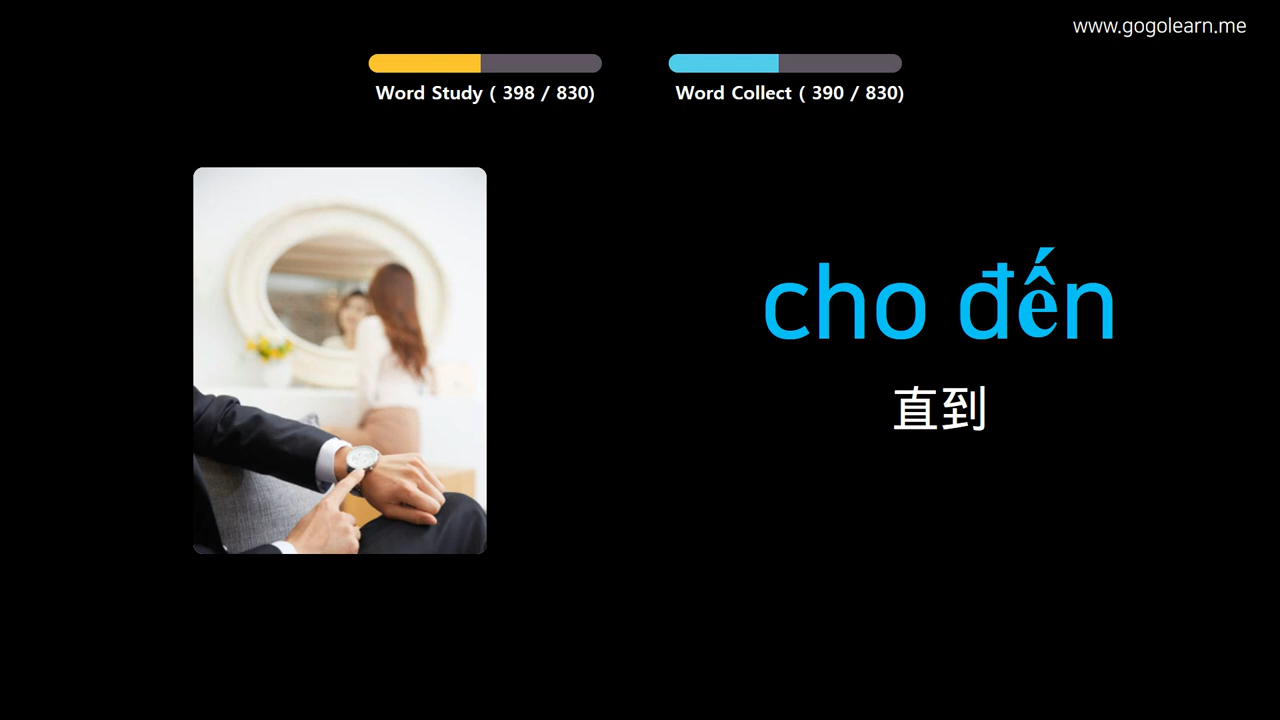 www.gogolearn.me
Word Study ( 398 / 830)
Word Collect ( 390 / 830)
cho đến
直到